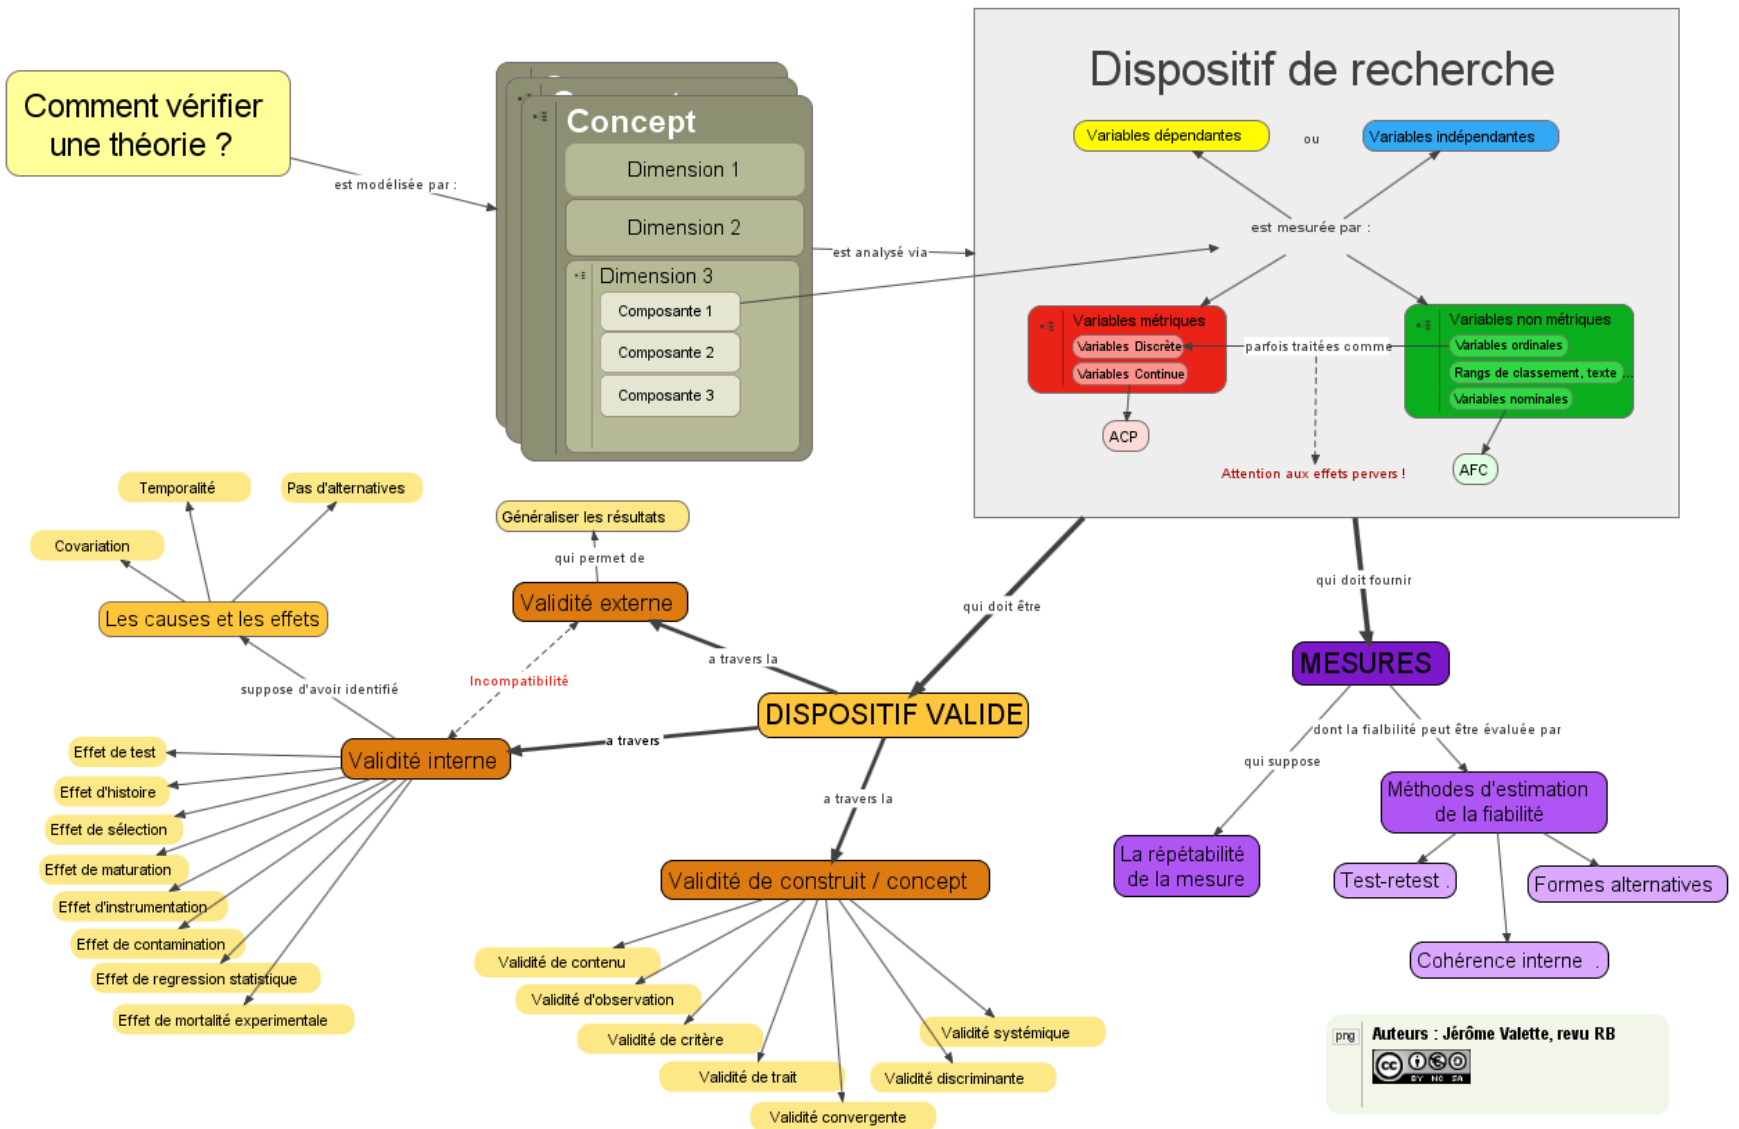 Comment vérifier
une théorie ?
est modélisée par :
Concept
Dimension 1
Dimension 2
Dimension 3
Composante 1
Composante 2
Composante 3
est analysé via
Dispositif de recherche
Variables dépendantes
ou
Variables indépendantes
est mesurée par :
Variables métriques
Variables Discrète
Variables Continue
parfois traitées comme
Variables non métriques
Variables ordinales
Rangs de classement, texte ...
Variables nominales
ACP
AFC
Attention aux effets pervers !
Temporalité
Pas d'alternatives
Covariation
Les causes et les effets
suppose d'avoir identifié
Généraliser les résultats
qui permet de
Validité externe
Incompatibilité
a travers la
qui doit être
DISPOSITIF VALIDE
a travers
Validité interne
Effet de test
Effet d'histoire
Effet de sélection
Effet de maturation
Effet d'instrumentation
Effet de contamination
Effet de regression statistique
Effet de mortalité experimentale
a travers la
Validité de construit / concept
Validité de contenu
Validité d'observation
Validité de critère
Validité de trait
Validité convergente
Validité discriminante
Validité systémique
qui doit fournir
MESURES
dont la fialbilité peut être évaluée par
qui suppose
La répétabilité
de la mesure
Méthodes d'estimation
de la fiabilité
Test-retest .
Formes alternatives
Cohérence interne .
png
Auteurs : Jérôme Valette, revu RB
cc
BY NC SA